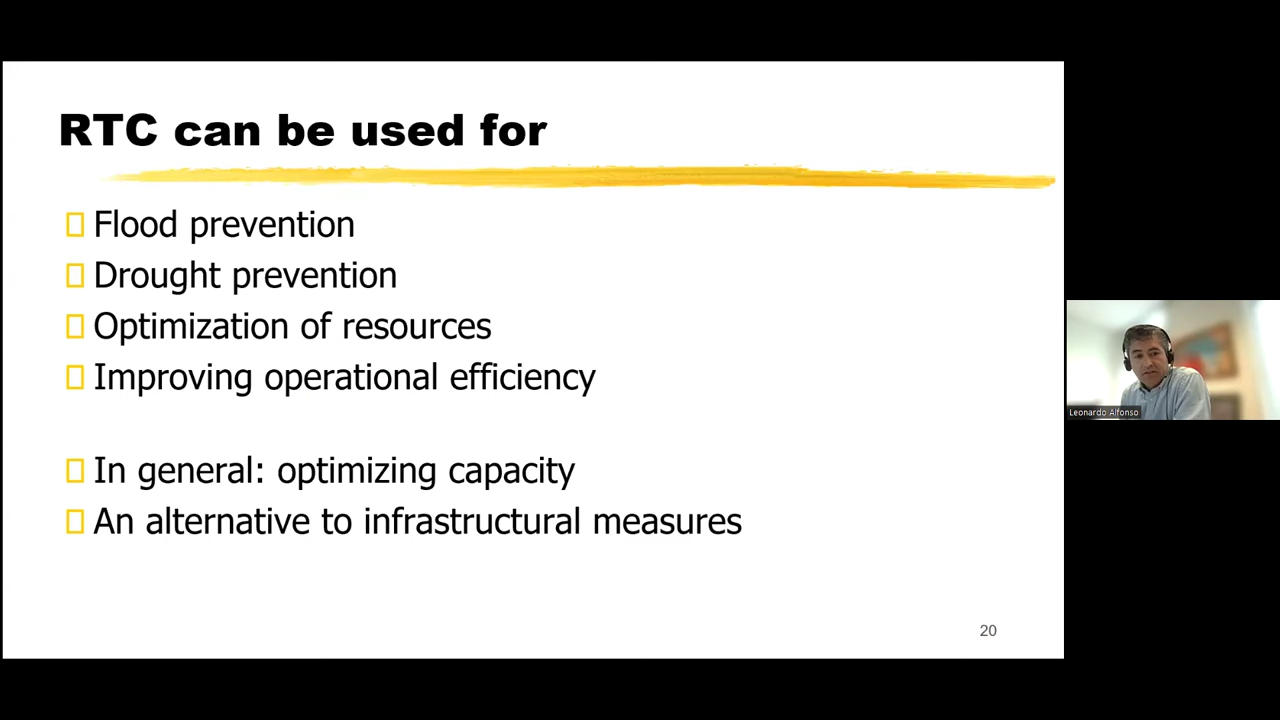 RTC can be used for
Flood prevention
Drought prevention
Optimization of resources
Improving operational efficiency
In general: optimizing capacity
An alternative to infrastructural measures
20
Leonardo Alfonso